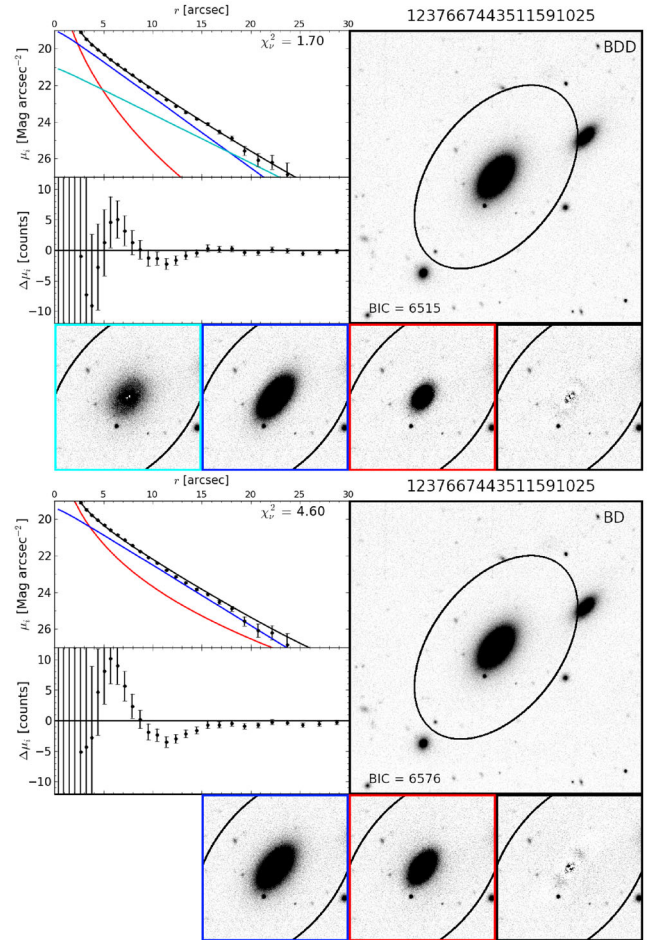 r [arcsec]
0 5 10 15 20 25 30
1237667443511591025
20
22
24
26
μi [Mag arcsec−2]
χ2ν = 1.70
BDD
10
5
0
−5
−10
Δμi [counts]
BIC = 6515
r [arcsec]
0 5 10 15 20 25 30
1237667443511591025
20
22
24
26
μi [Mag arcsec−2]
χ2ν = 4.60
BD
10
5
0
−5
−10
Δμi [counts]
BIC = 6576